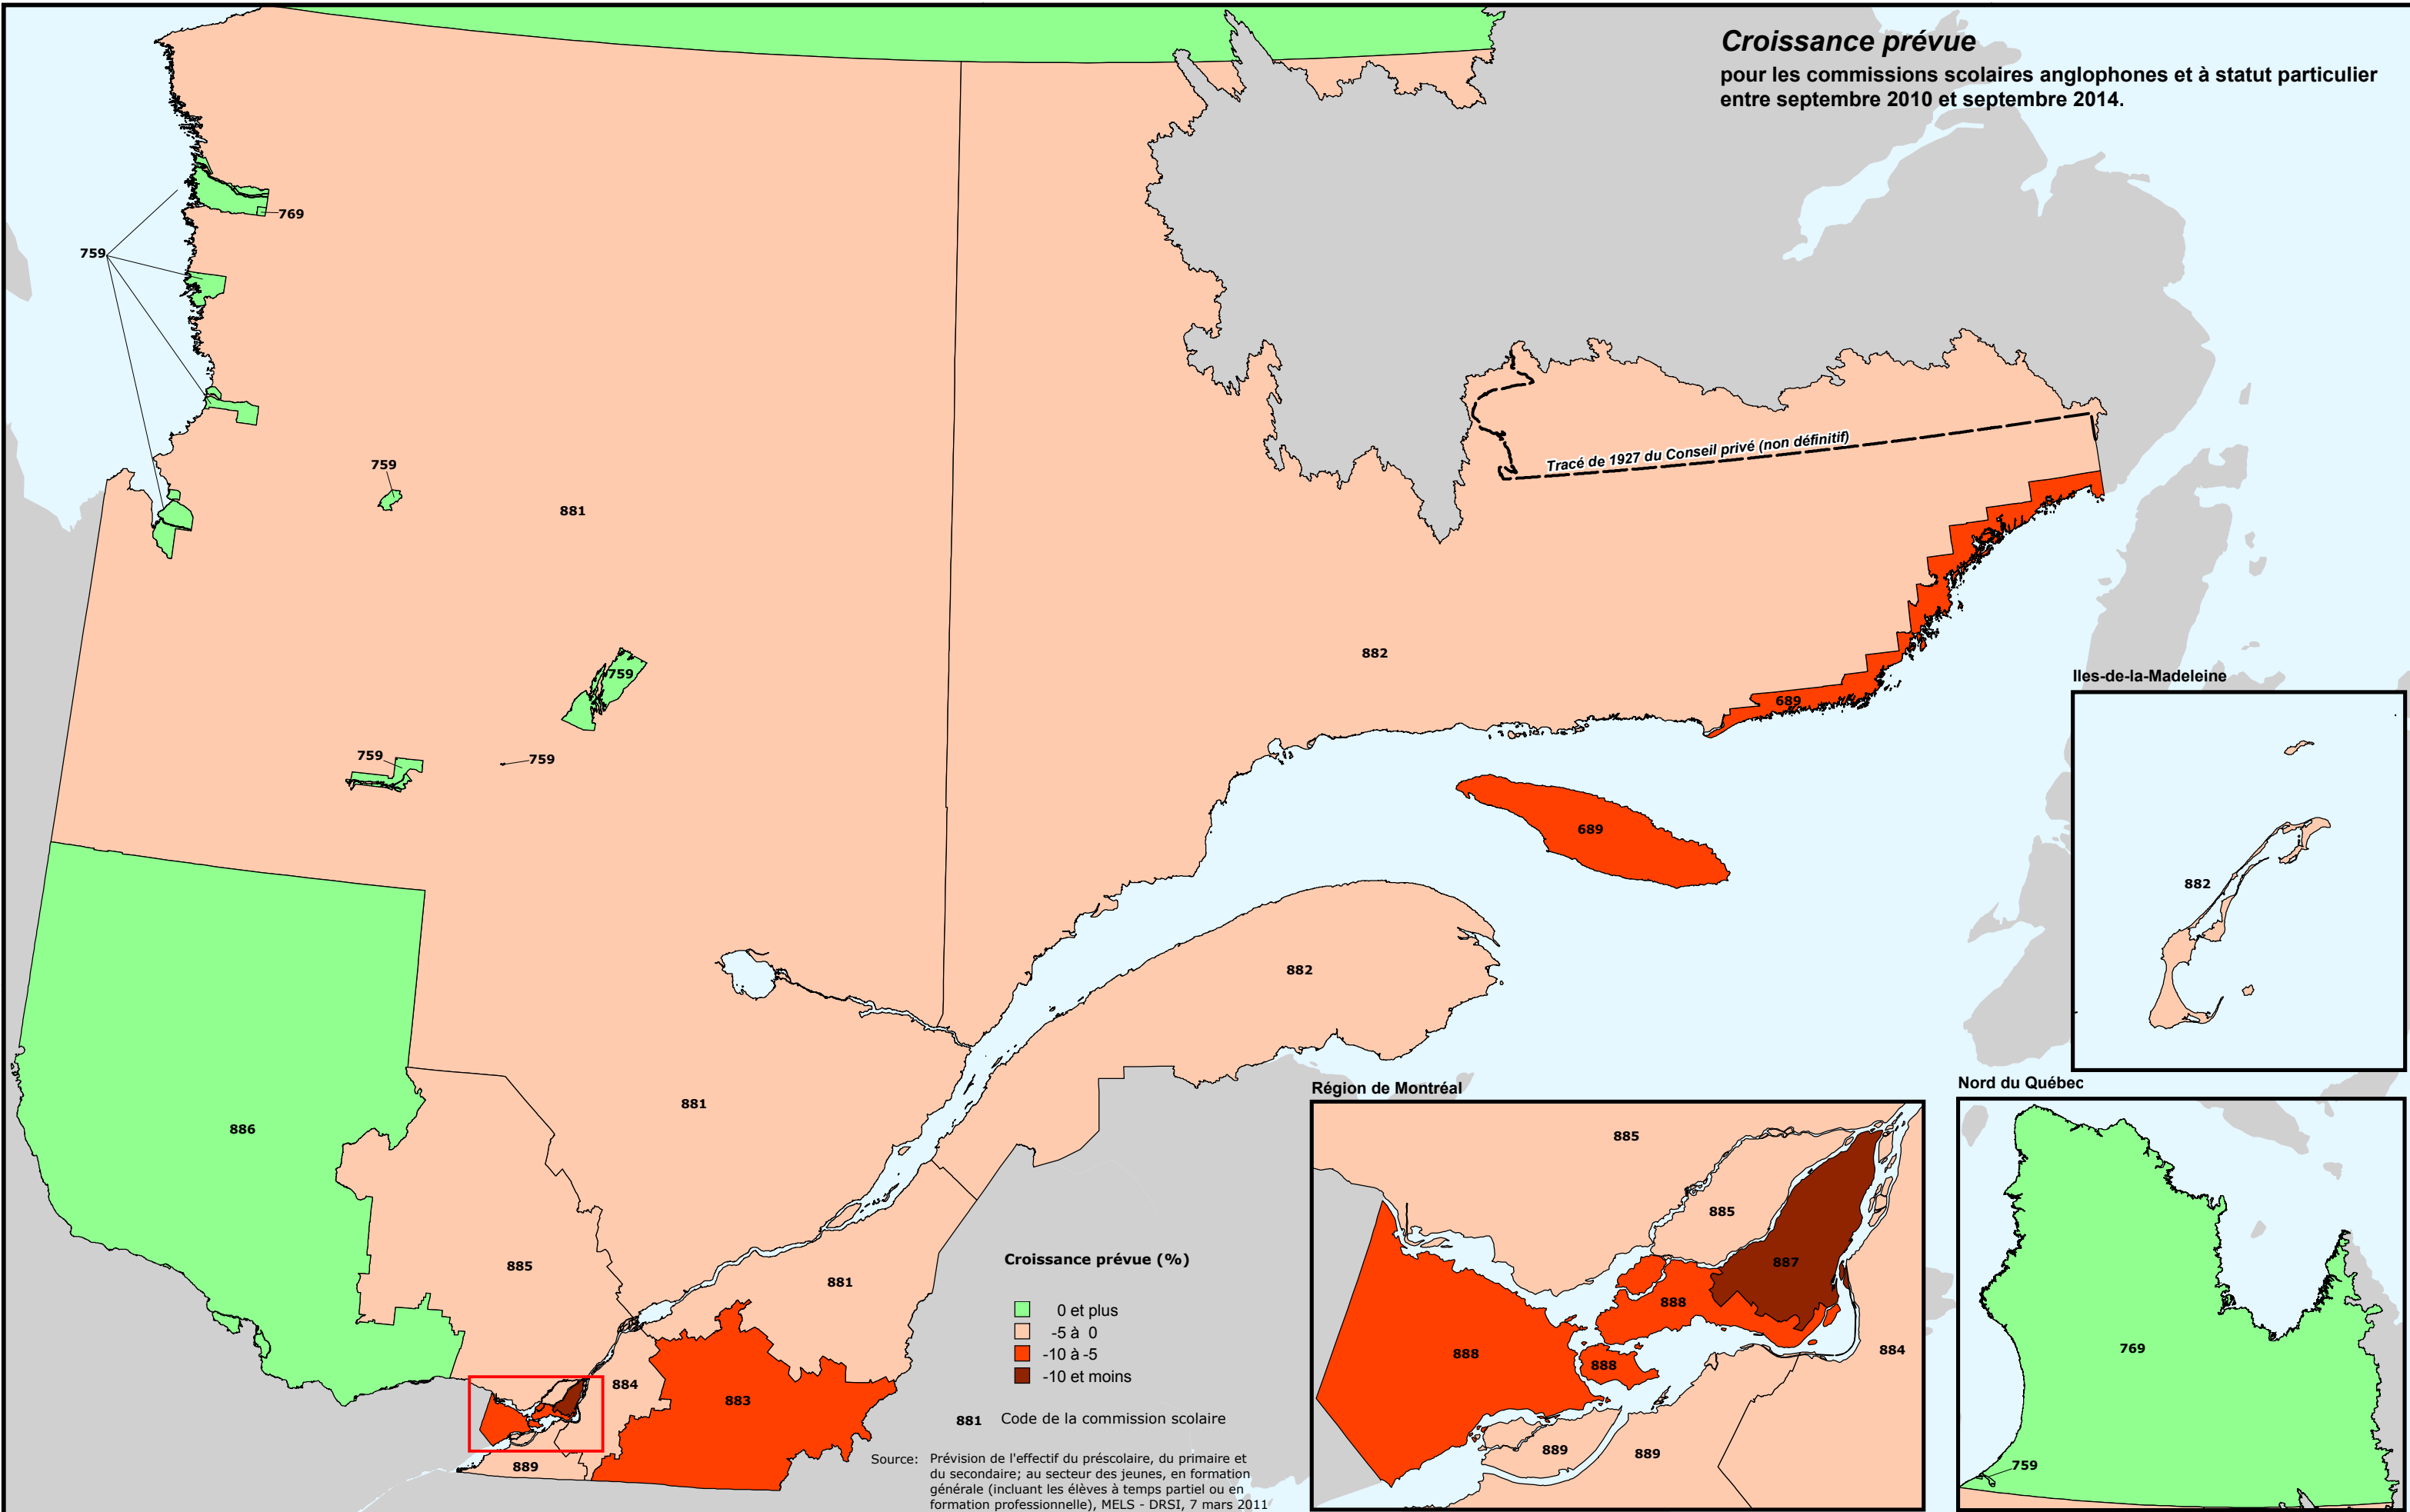 Croissance prévue
pour les commissions scolaires anglophones et à statut particulier
entre septembre 2010 et septembre 2014.
769
759
759
881
Tracé de 1927 du Conseil privé (non définitif)
882
759
689
759
759
689
882
886
881
885
881
884
883
889
Iles-de-la-Madeleine
882
Région de Montréal
885
885
887
888
888
888
884
889
889
Nord du Québec
769
759
Croissance prévue (%)
0 et plus
-5 à 0
-10 à -5
-10 et moins
881 Code de la commission scolaire
Source: Prévision de l'effectif du préscolaire, du primaire et
du secondaire; au secteur des jeunes, en formation
générale (incluant les élèves à temps partiel ou en
formation professionnelle), MELS - DRSI, 7 mars 2011